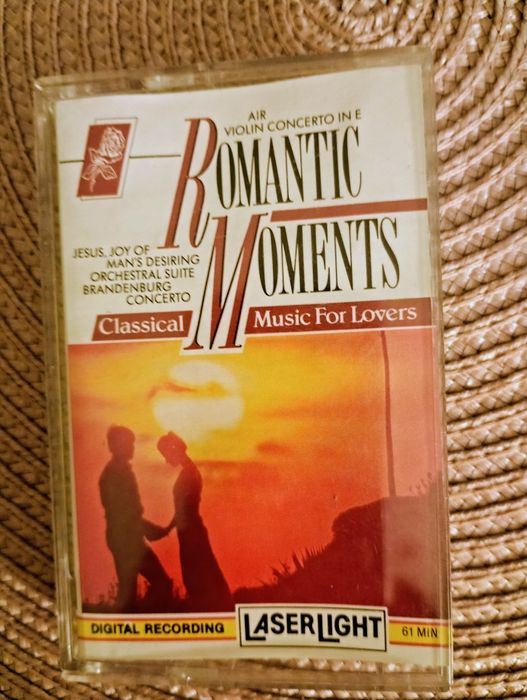 AIR
VIOLIN CONCERTO IN E
ROMANTIC
MOMENTS
JESUS, JOY OF
MAN'S DESIRING
ORCHESTRAL SUITE
BRANDENBURG
CONCERTO
Classical Music For Lovers
DIGITAL RECORDING LASERLIGHT 61 MIN